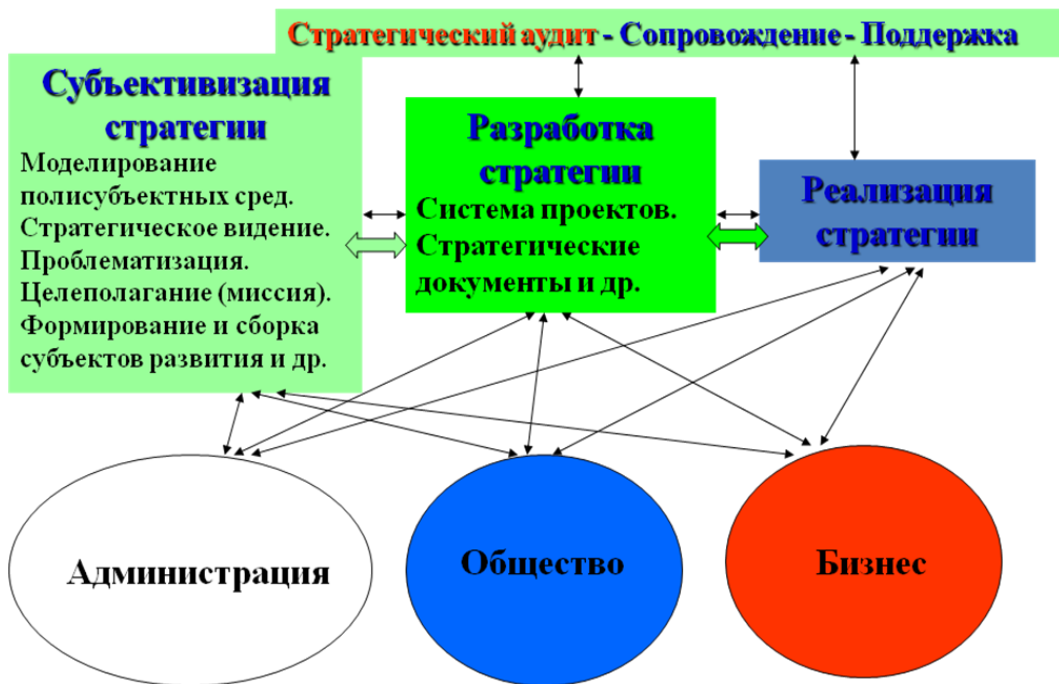 Стратегический аудит - Сопровождение - Поддержка
Субъективизация
стратегии
Моделирование
полисубъектных сред.
Стратегическое видение.
Проблематизация.
Целеполагание (миссия).
Формирование и сборка
субъектов развития и др.
Разработка
стратегии
Система проектов.
Стратегические
документы и др.
Реализация
стратегии
Администрация
Общество
Бизнес